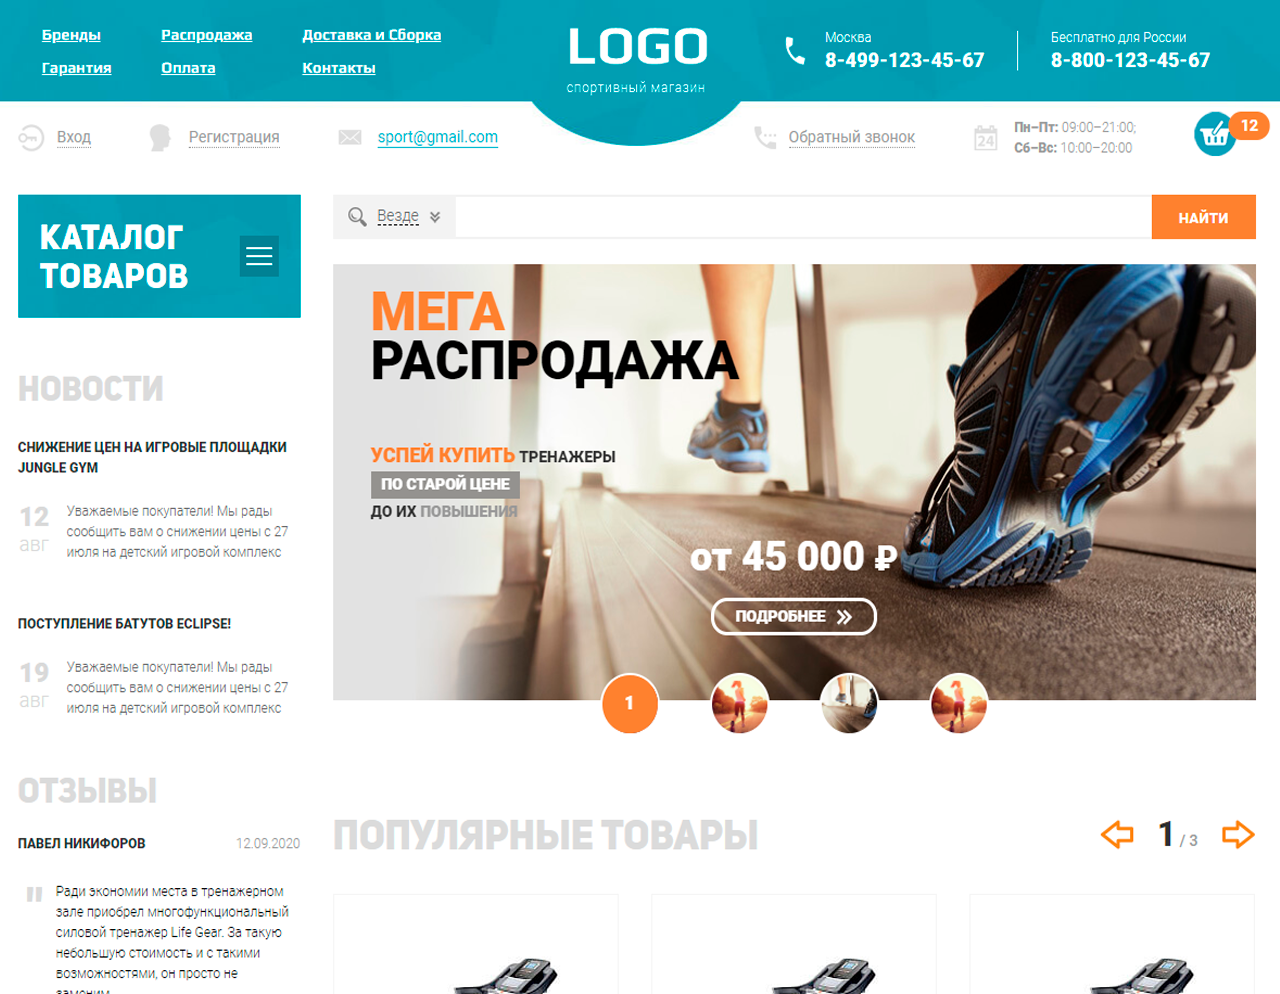 Бренды
Распродажа
Доставка и Сборка
Гарантия
Оплата
Контакты
LOGO
спортивный магазин
Москва
8-499-123-45-67
Бесплатно для России
8-800-123-45-67
Вход
Регистрация
sport@gmail.com
Обратный звонок
24
Пн–Пт: 09:00–21:00;
Сб–Вс: 10:00–20:00
12
КАТАЛОГ
ТОВАРОВ
Везде
НАЙТИ
МЕГА
РАСПРОДАЖА
УСПЕЙ КУПИТЬ ТРЕНАЖЕРЫ
ПО СТАРОЙ ЦЕНЕ
ДО ИХ ПОВЫШЕНИЯ
от 45 000 ₽
ПОДРОБНЕЕ
1
НОВОСТИ
СНИЖЕНИЕ ЦЕН НА ИГРОВЫЕ ПЛОЩАДКИ
JUNGLE GYM
12
авг
Уважаемые покупатели! Мы рады
сообщить вам о снижении цены с 27
июля на детский игровой комплекс
ПОСТУПЛЕНИЕ БАТУТОВ ECLIPSE!
19
авг
Уважаемые покупатели! Мы рады
сообщить вам о снижении цены с 27
июля на детский игровой комплекс
ОТЗЫВЫ
ПАВЕЛ НИКИФОРОВ
12.09.2020
"
Ради экономии места в тренажерном
зале приобрел многофункциональный
силовой тренажер Life Gear. За такую
небольшую стоимость и с такими
возможностями, он просто не
заменим
ПОПУЛЯРНЫЕ ТОВАРЫ
1 / 3